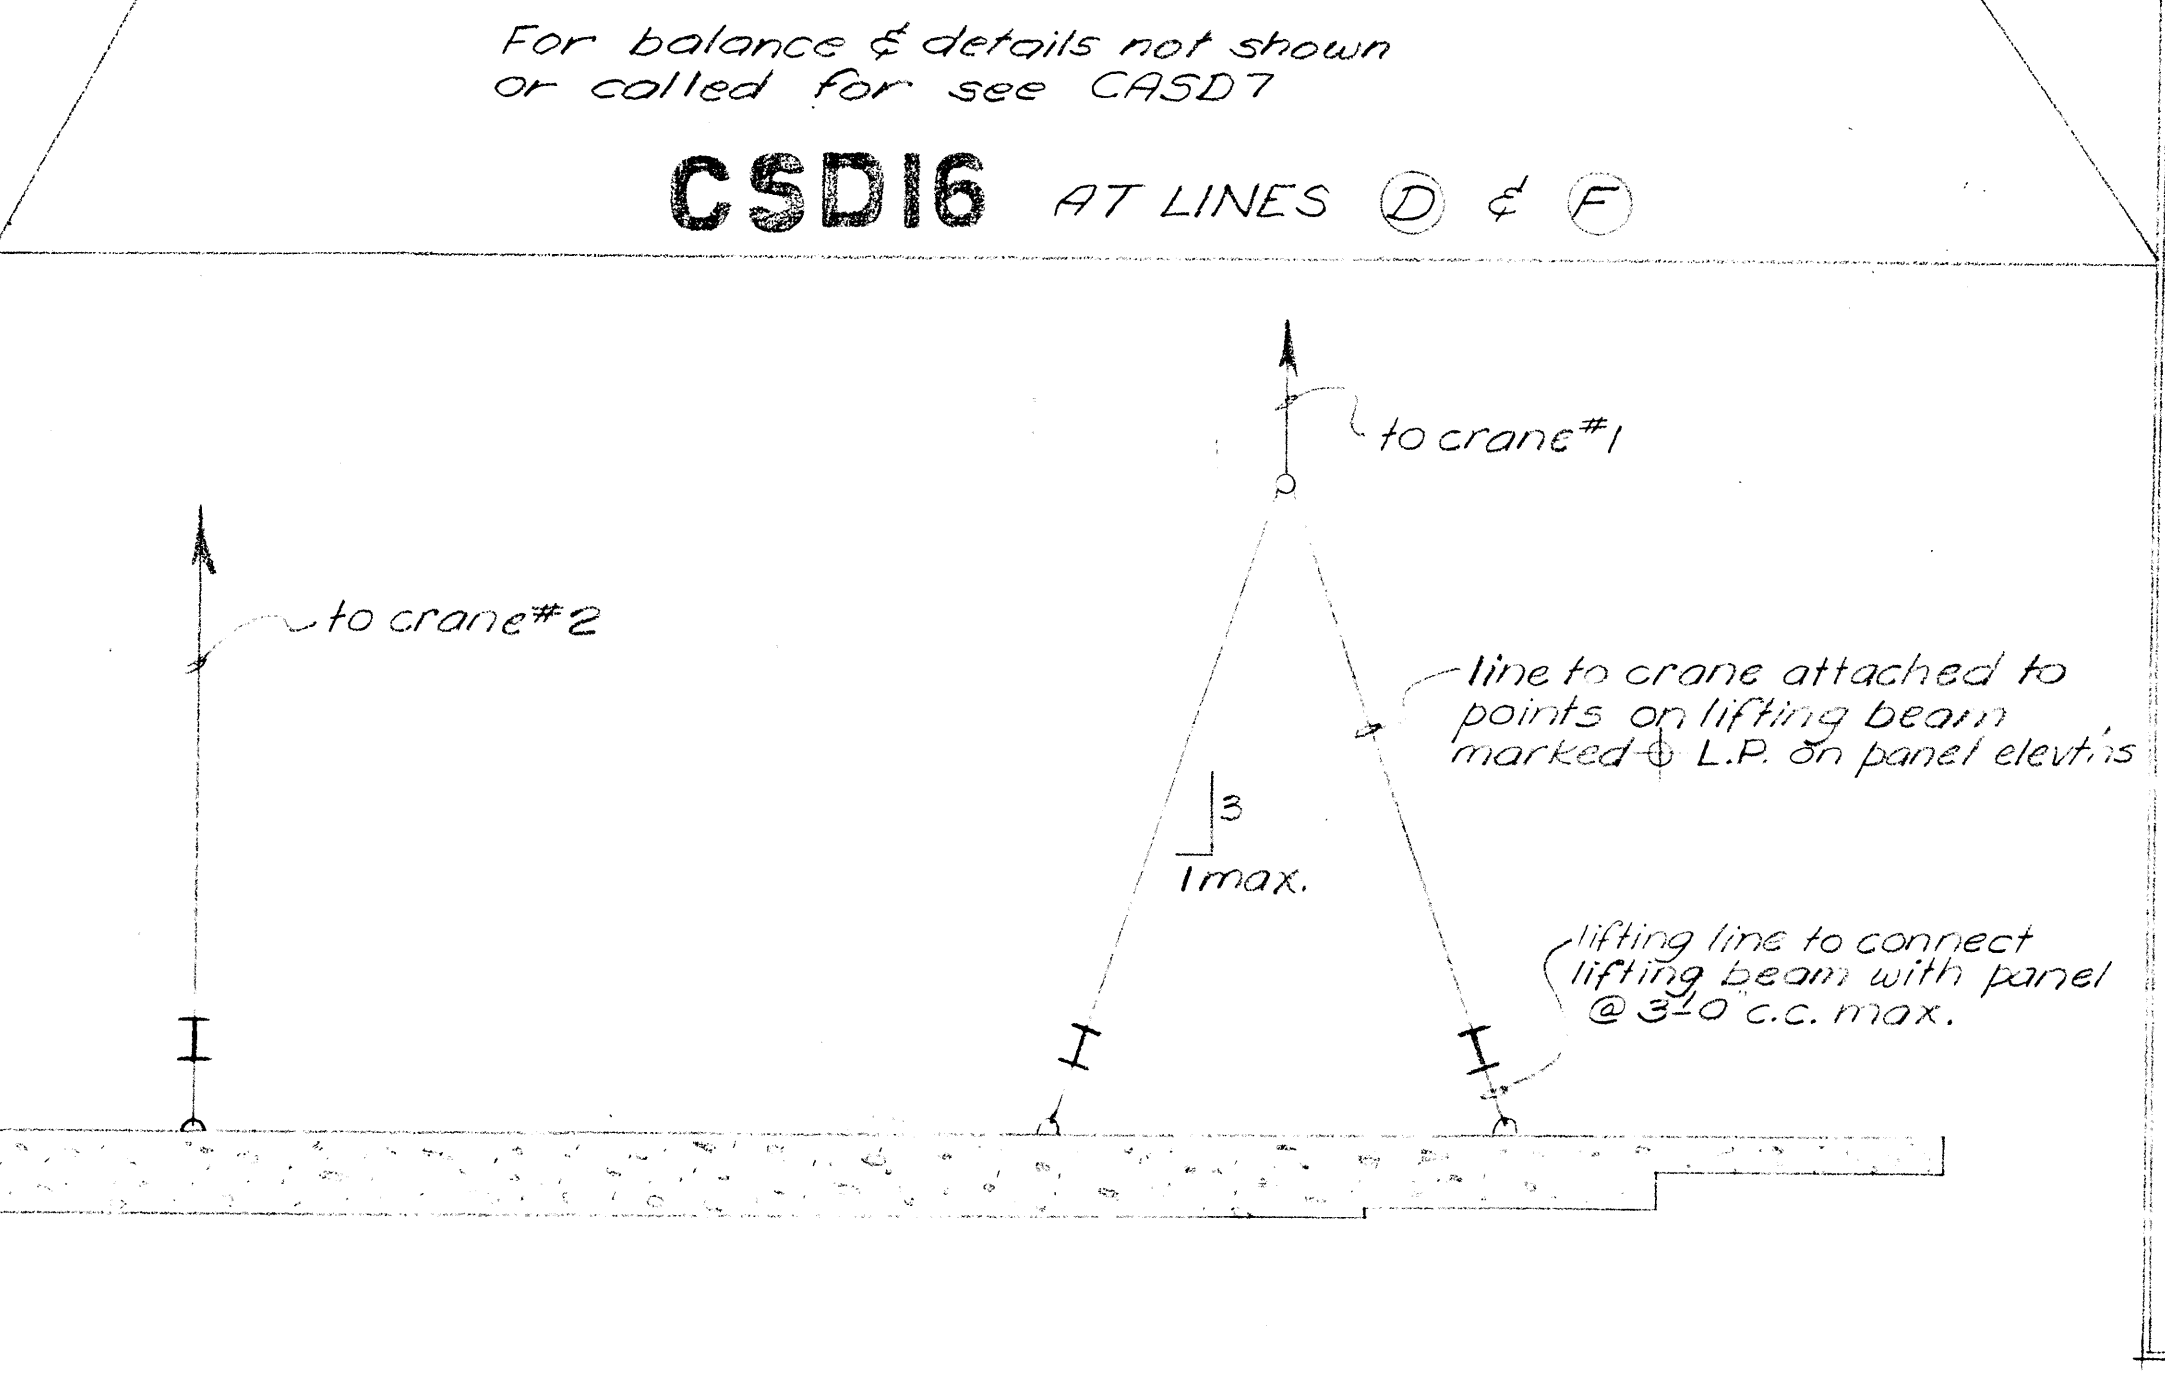 For balance & details not shown
or called for see CASD7
CSD16 AT LINES D & F
to crane #1
to crane #2
line to crane attached to
points on lifting beam
marked L.P. on panel elevt'ns
3
1 max.
lifting line to connect
lifting beam with panel
@ 3'-0" c.c. max.